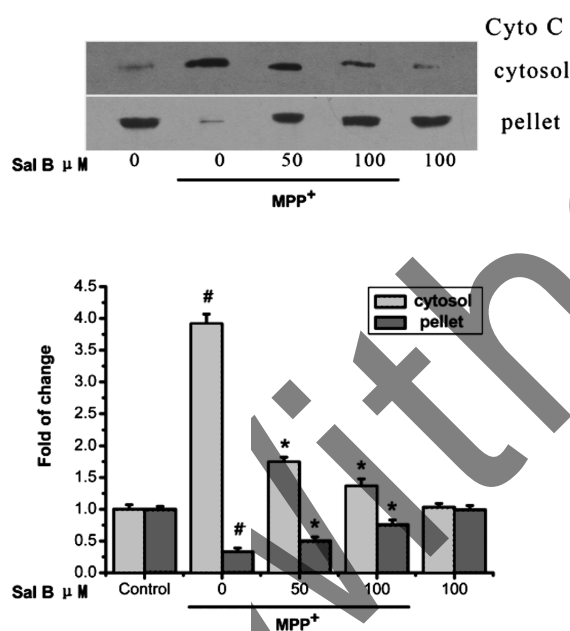 Cyto C
cytosol
pellet
Sal B μ M 0 0 50 100 100
MPP+
4.5
4.0
3.5
3.0
2.5
2.0
1.5
1.0
0.5
0.0
Fold of change
cytosol
pellet
#
#
*
*
*
*
Sal B μ M Control 0 50 100 100
MPP+
With